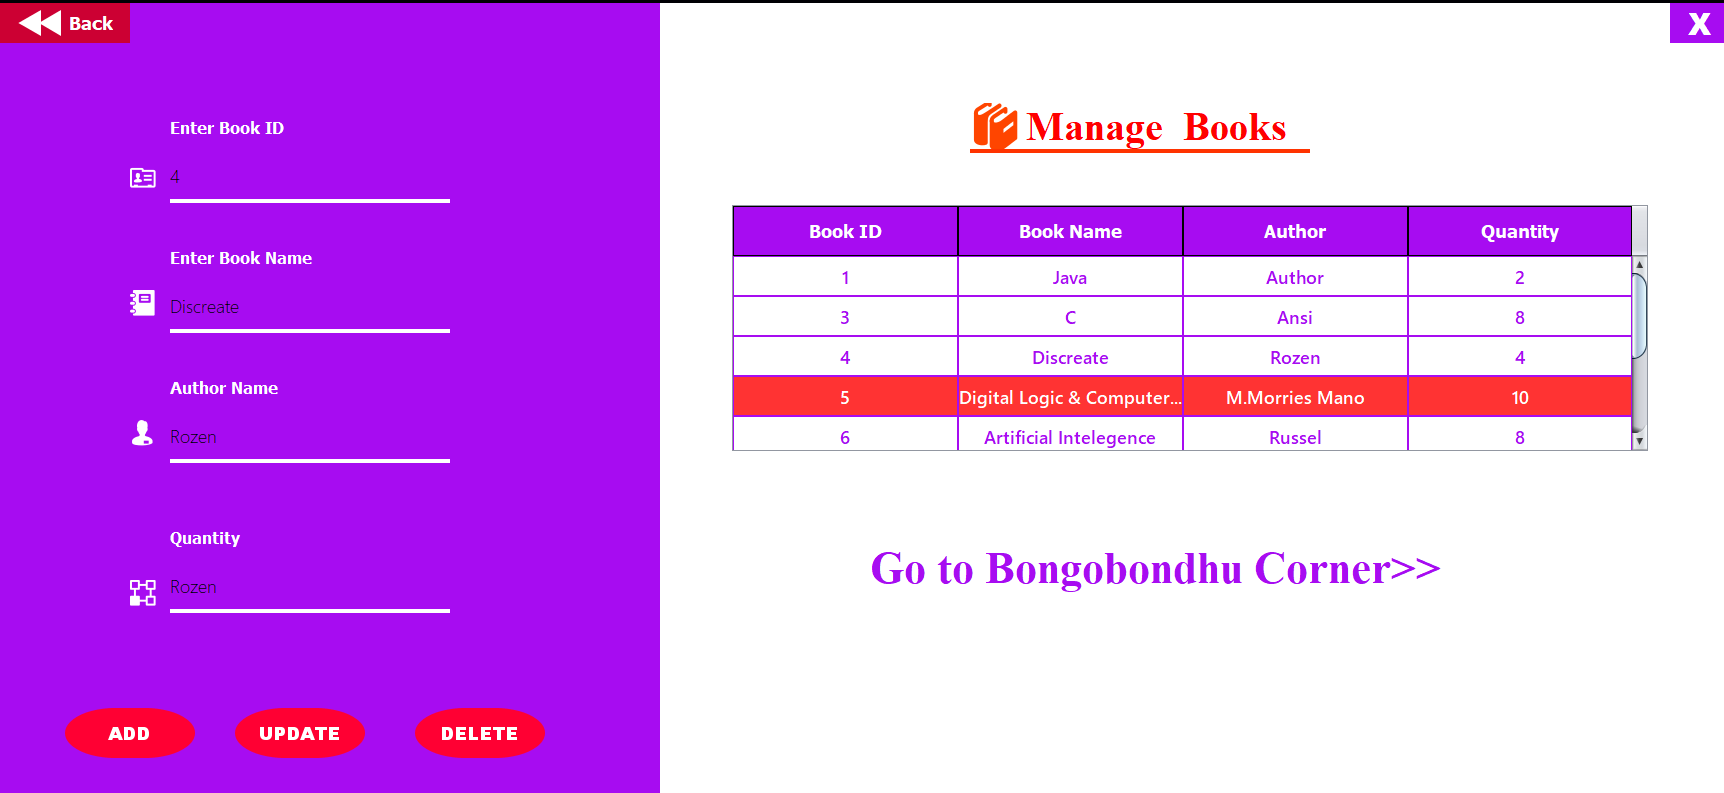 Back
X
Enter Book ID
4
Enter Book Name
Discreate
Author Name
Rozen
Quantity
Rozen
ADD UPDATE DELETE
Manage Books
Book ID Book Name Author Quantity
1 Java Author 2
3 C Ansi 8
4 Discreate Rozen 4
5 Digital Logic & Computer... M.Morries Mano 10
6 Artificial Intelegence Russel 8
Go to Bongobondhu Corner>>